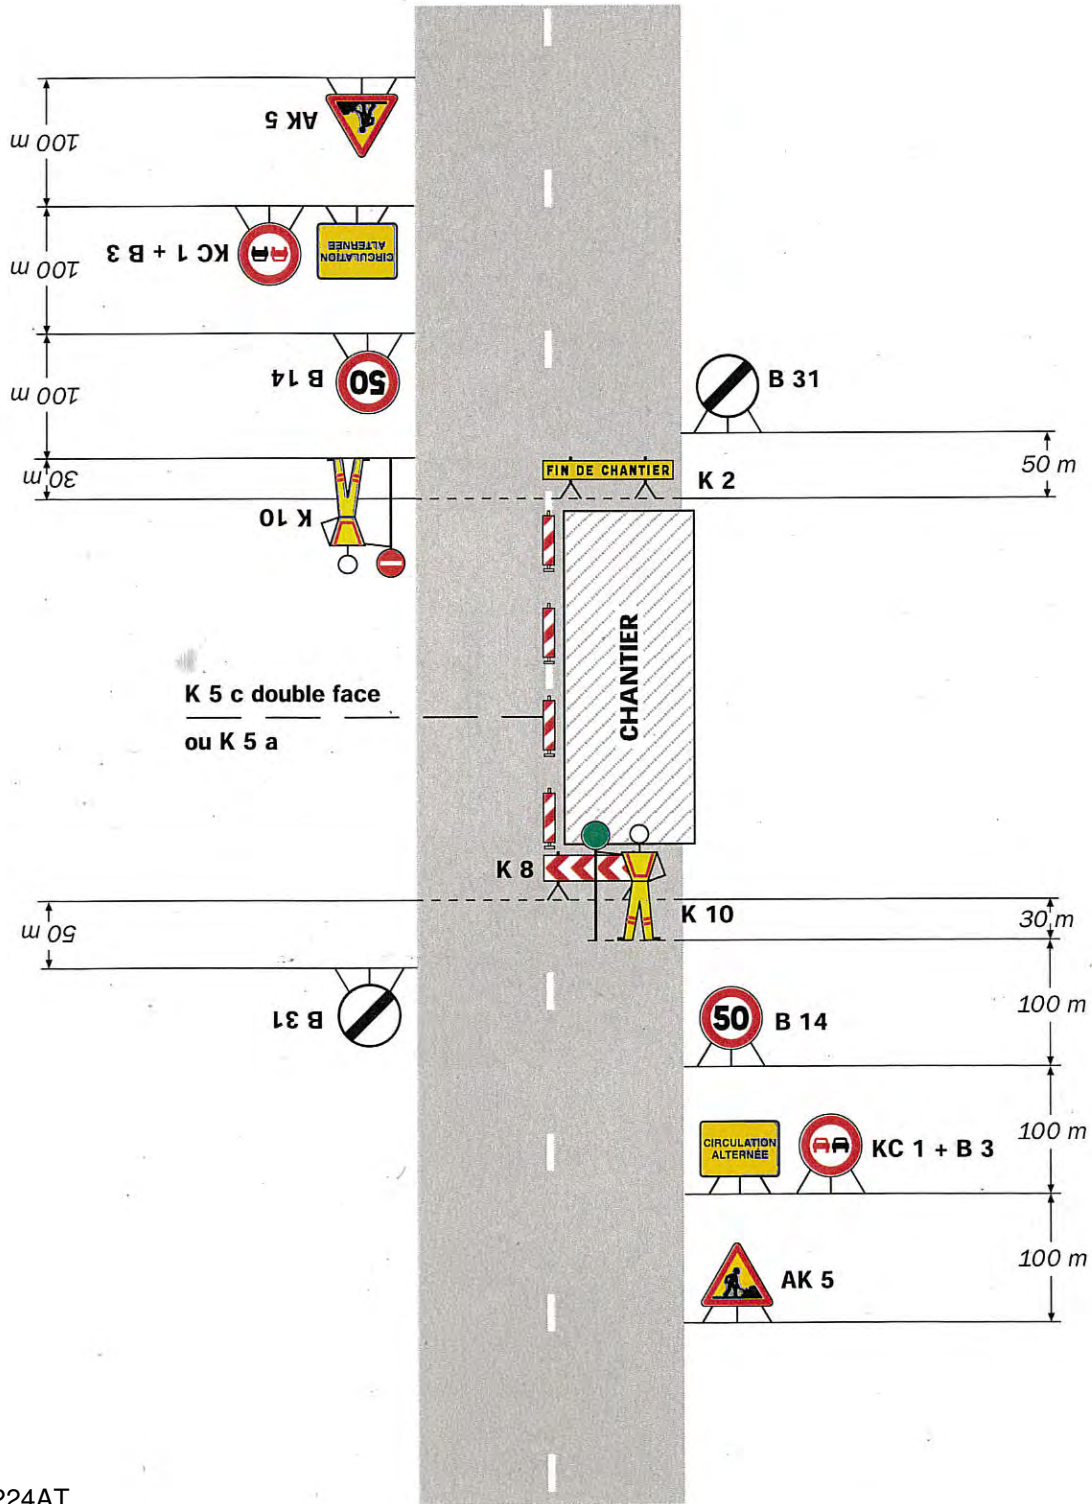 100 m
AK 5
100 m
KC 1 + B 3
CIRCULATION
ALTERNÉE
100 m
B 14
50
B 31
30 m
K 10
FIN DE CHANTIER
K 2
50 m
CHANTIER
K 5 c double face
ou K 5 a
K 8
K 10
30 m
50 m
B 31
50
B 14
100 m
CIRCULATION
ALTERNÉE
KC 1 + B 3
100 m
AK 5
100 m
224AT